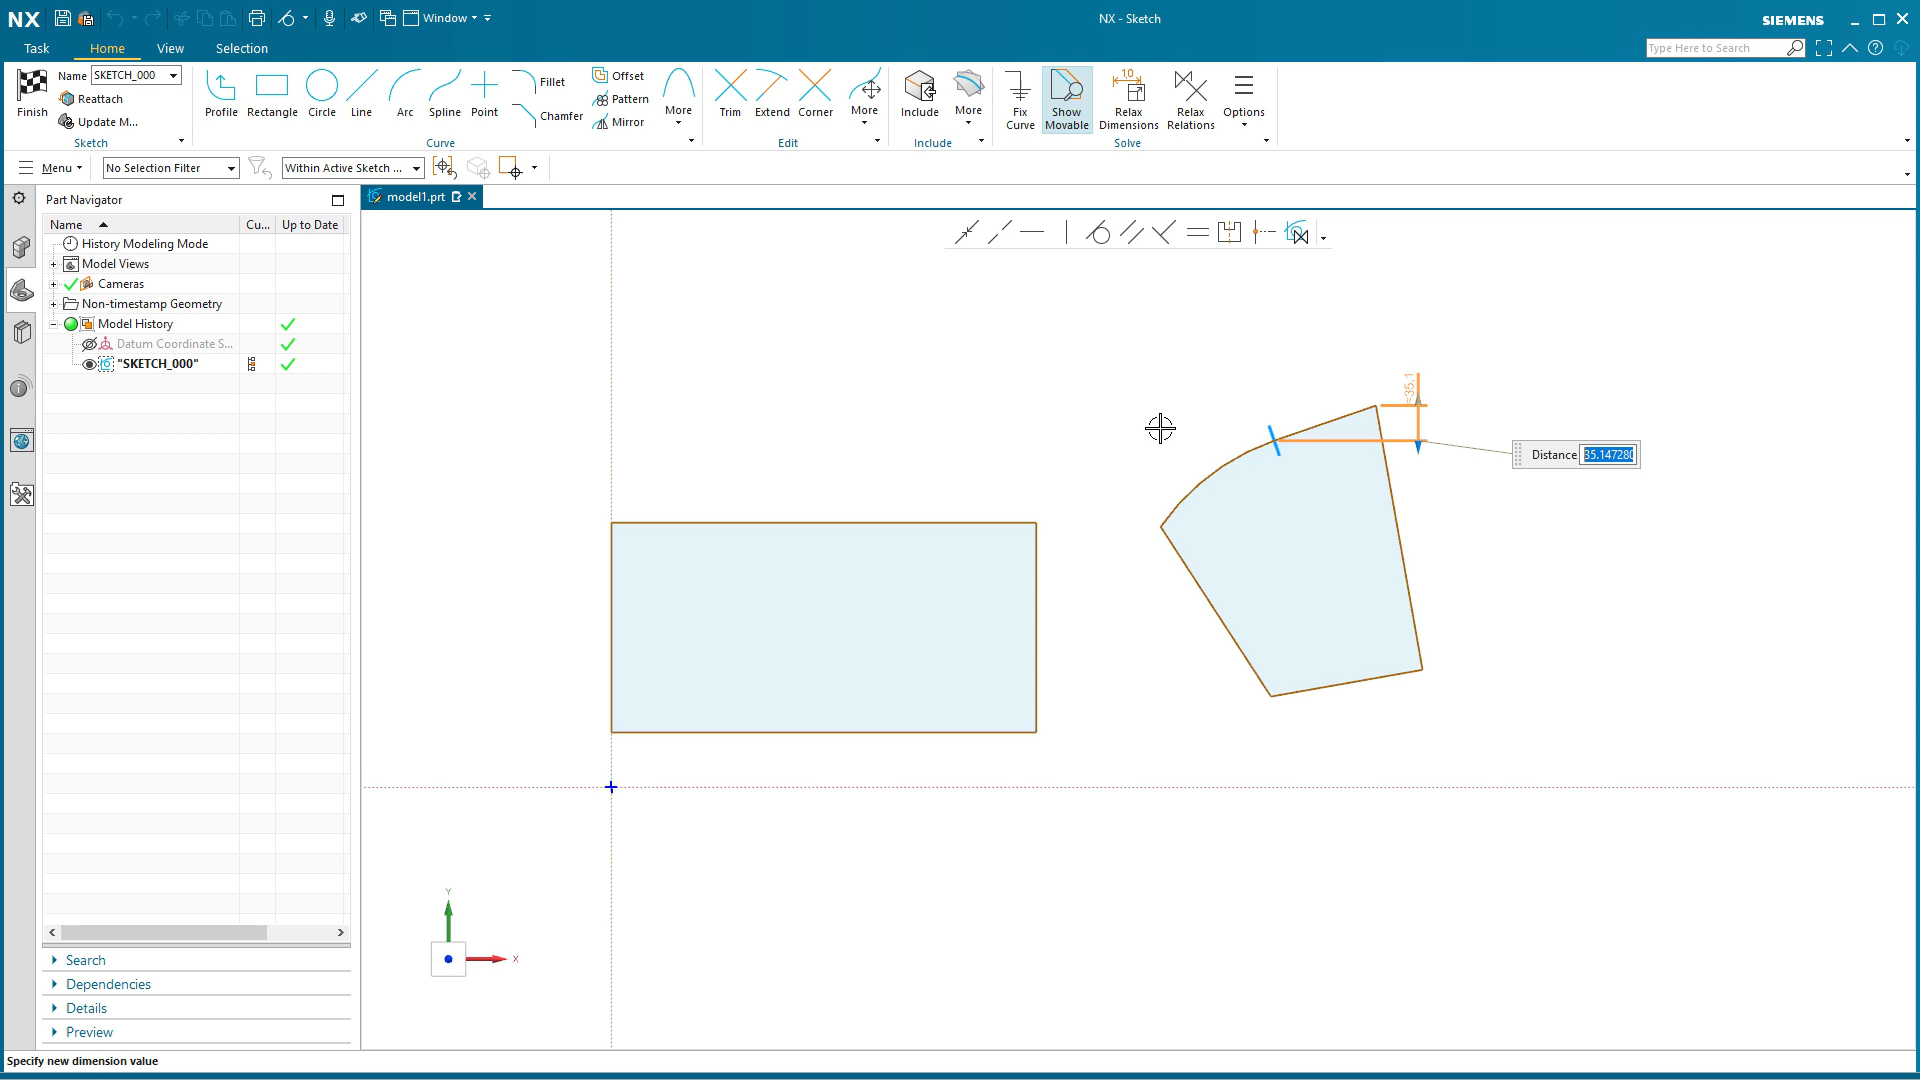 NX
Window
NX - Sketch
SIEMENS
Task
Home
View
Selection
Type Here to Search
Finish
Name SKETCH_000
Reattach
Update M...
Sketch
Profile
Rectangle
Circle
Line
Arc
Spline
Point
Fillet
Chamfer
Offset
Pattern
Mirror
More
Curve
Trim
Extend
Corner
More
Edit
Include
More
Include
Fix
Curve
Show
Movable
Relax
Dimensions
Relax
Relations
Options
Solve
Menu
No Selection Filter
Within Active Sketch ...
Part Navigator
model1.prt
Name
Cu...
Up to Date
History Modeling Mode
Model Views
Cameras
Non-timestamp Geometry
Model History
Datum Coordinate S...
"SKETCH_000"
=35.1
Distance 35.147280
Y
X
Search
Dependencies
Details
Preview
Specify new dimension value